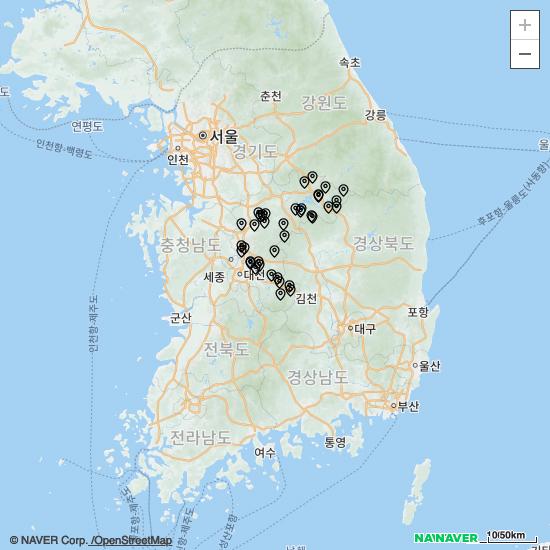 +
−
속초
춘천
강원도
연평도
강릉
서울
인천항-백령도
인천
경기도
울
후포항-울릉도(사동항)
충청남도
경상북도
세종
대전
김천
인천항-제주도
군산
포항
대구
전라북도
울산
경상남도
부산
전라남도
통영
여수
© NAVER Corp. /OpenStreetMap
NAVER
10/50km